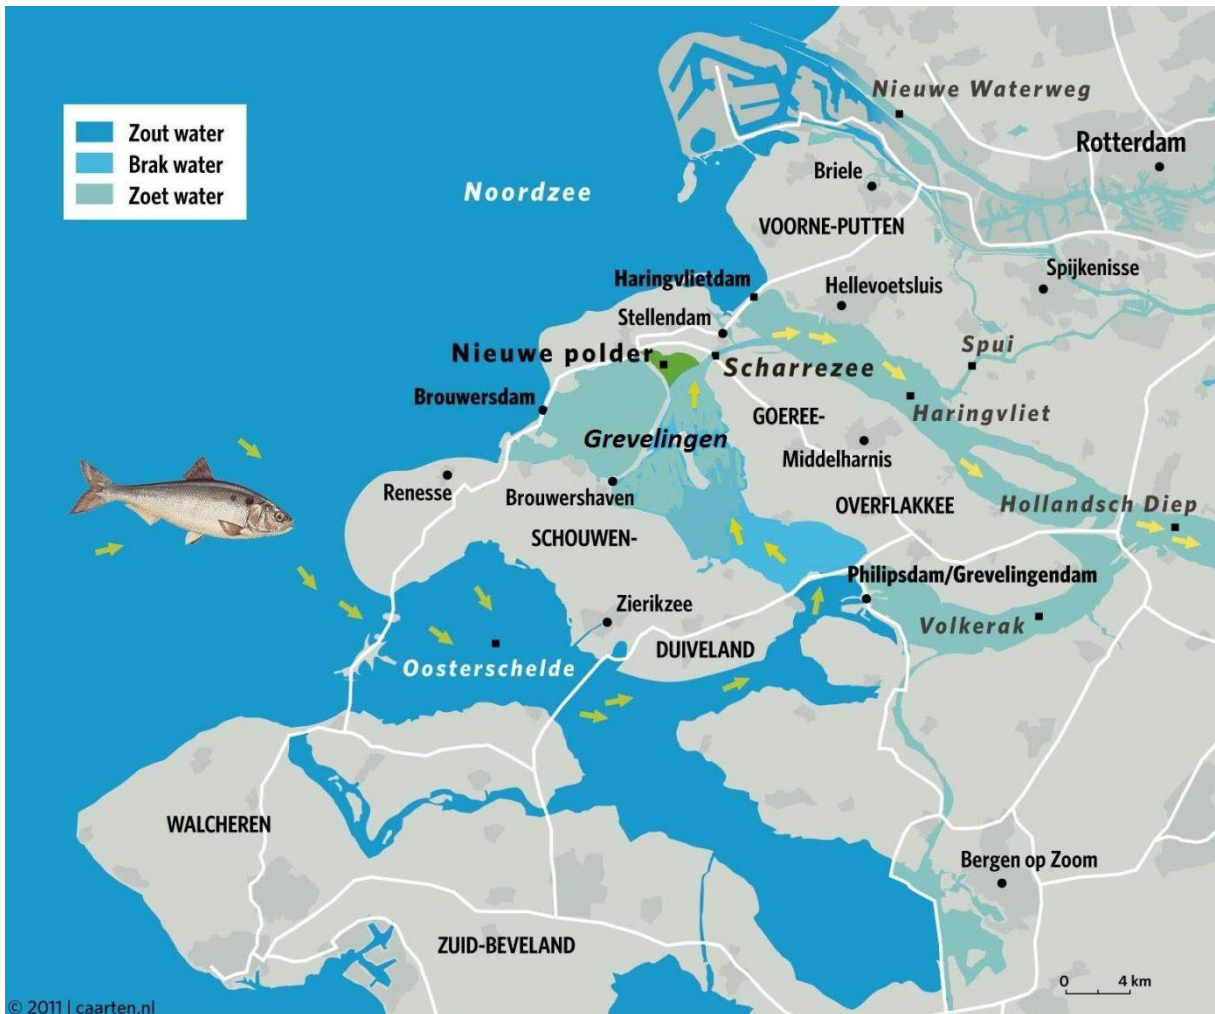 Zout water
Brak water
Zoet water
Nieuwe Waterweg
Rotterdam
Noordzee
Briele
VOORNE-PUTTEN
Spijkenisse
Haringvlietdam
Hellevoetsluis
Stellendam
Spui
Nieuwe polder
Scharrezee
Brouwersdam
Haringvliet
GOEREE-
Grevelingen
Middelharnis
Renesse
Brouwershaven
OVERFLAKKEE
Hollandsch Diep
SCHOUWEN-
Philipsdam/Grevelingendam
Zierikzee
Volkerak
DUIVELAND
Oosterschelde
WALCHEREN
Bergen op Zoom
ZUID-BEVELAND
0 4 km
© 2011 | caarten.nl